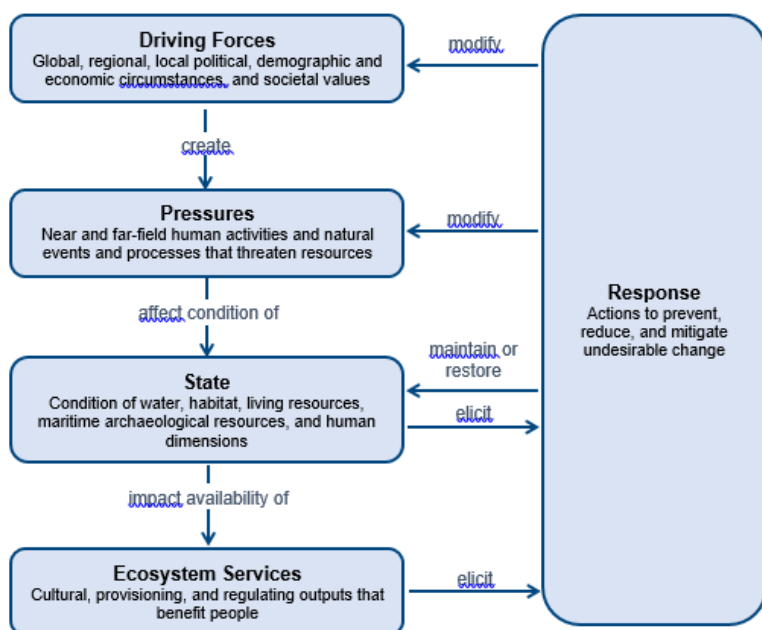 Driving Forces
Global, regional, local political, demographic and
economic circumstances, and societal values
modify
create
Pressures
Near and far-field human activities and natural
events and processes that threaten resources
modify
affect condition of
Response
Actions to prevent,
reduce, and mitigate
undesirable change
maintain or
restore
State
Condition of water, habitat, living resources,
maritime archaeological resources, and human
dimensions
elicit
impact availability of
Ecosystem Services
Cultural, provisioning, and regulating outputs that
benefit people
elicit